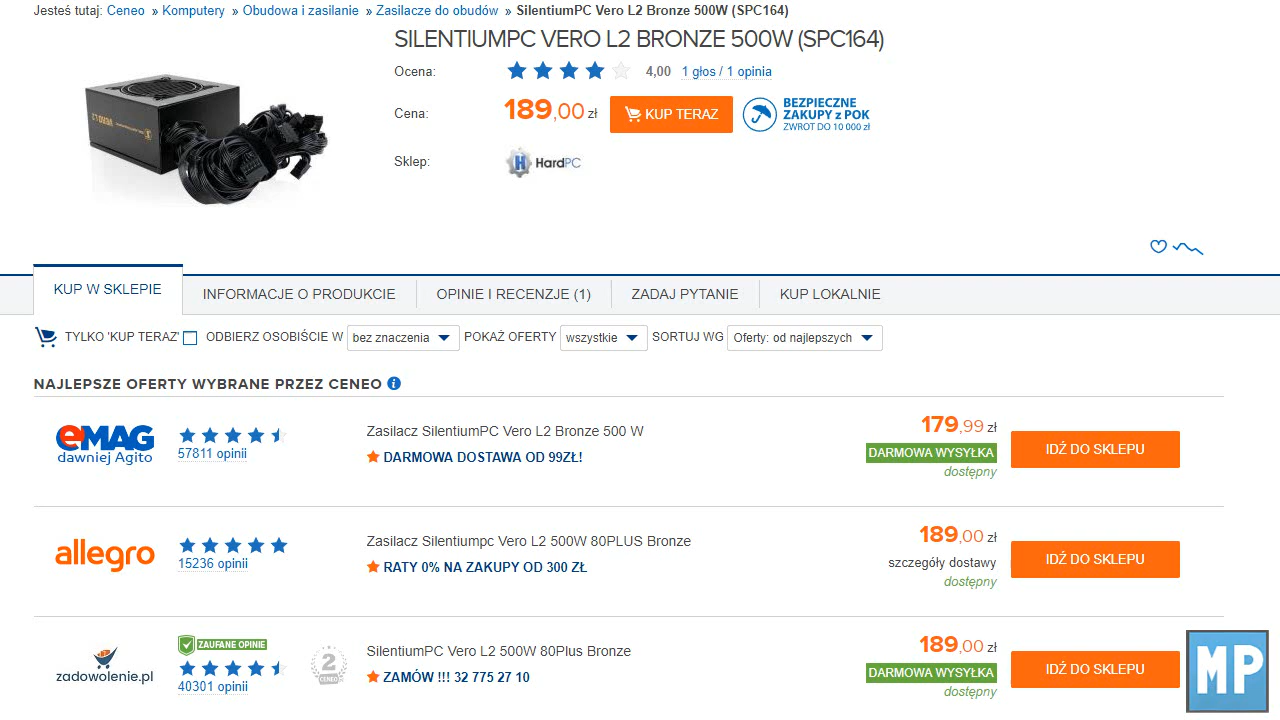 Jesteś tutaj: Ceneo » Komputery » Obudowa i zasilanie » Zasilacze do obudów » SilentiumPC Vero L2 Bronze 500W (SPC164)
SILENTIUMPC VERO L2 BRONZE 500W (SPC164)
Ocena: 4,00 1 głos / 1 opinia
Cena: 189,00 zł KUP TERAZ BEZPIECZNE
ZAKUPY z POK
ZWROT DO 10 000 zł
Sklep: H HardPC
VERO L2
KUP W SKLEPIE INFORMACJE O PRODUKCIE OPINIE I RECENZJE (1) ZADAJ PYTANIE KUP LOKALNIE
TYLKO 'KUP TERAZ' ODBIERZ OSOBIŚCIE W bez znaczenia POKAŻ OFERTY wszystkie SORTUJ WG Oferty: od najlepszych
NAJLEPSZE OFERTY WYBRANE PRZEZ CENEO i
eMAG
dawniej Agito
57811 opinii
Zasilacz SilentiumPC Vero L2 Bronze 500 W
DARMOWA DOSTAWA OD 99ZŁ!
179,99 zł
DARMOWA WYSYŁKA
dostępny
IDŹ DO SKLEPU
allegro
15236 opinii
Zasilacz Silentiumpc Vero L2 500W 80PLUS Bronze
RATY 0% NA ZAKUPY OD 300 ZŁ
189,00 zł
szczegóły dostawy
dostępny
IDŹ DO SKLEPU
zadowolenie.pl
ZAUFANE OPINIE
40301 opinii
2
CENEO
SilentiumPC Vero L2 500W 80Plus Bronze
ZAMÓW !!! 32 775 27 10
189,00 zł
DARMOWA WYSYŁKA
dostępny
IDŹ DO SKLEPU
MP